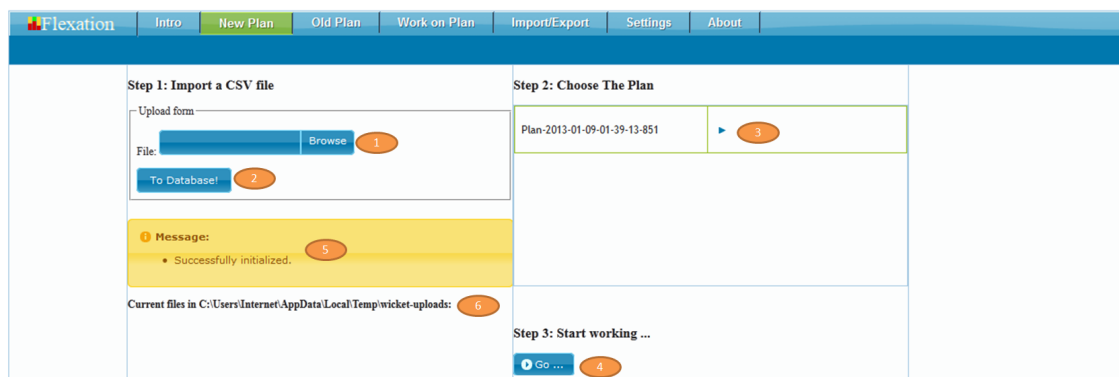 Flexation Intro New Plan Old Plan Work on Plan Import/Export Settings About
Step 1: Import a CSV file
Upload form
File: Browse 1
To Database! 2
Message:
Successfully initialized. 5
Current files in C:\Users\Internet\AppData\Local\Temp\wicket-uploads: 6
Step 2: Choose The Plan
Plan-2013-01-09-01-39-13-851 3
Step 3: Start working ...
Go ... 4